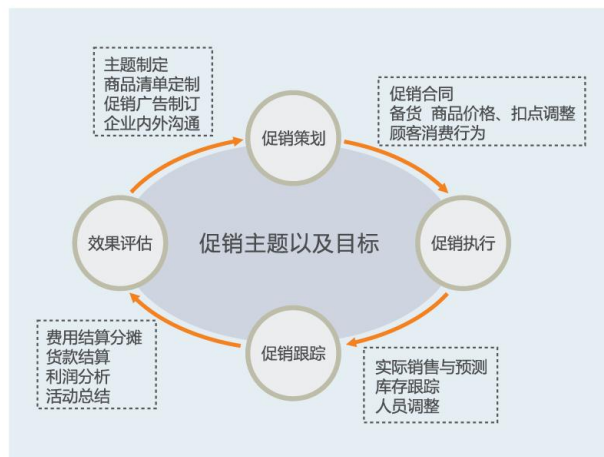 主题制定
商品清单定制
促销广告制订
企业内外沟通
促销策划
促销合同
备货 商品价格、扣点调整
顾客消费行为
效果评估
促销主题以及目标
促销执行
费用结算分摊
货款结算
利润分析
活动总结
促销跟踪
实际销售与预测
库存跟踪
人员调整